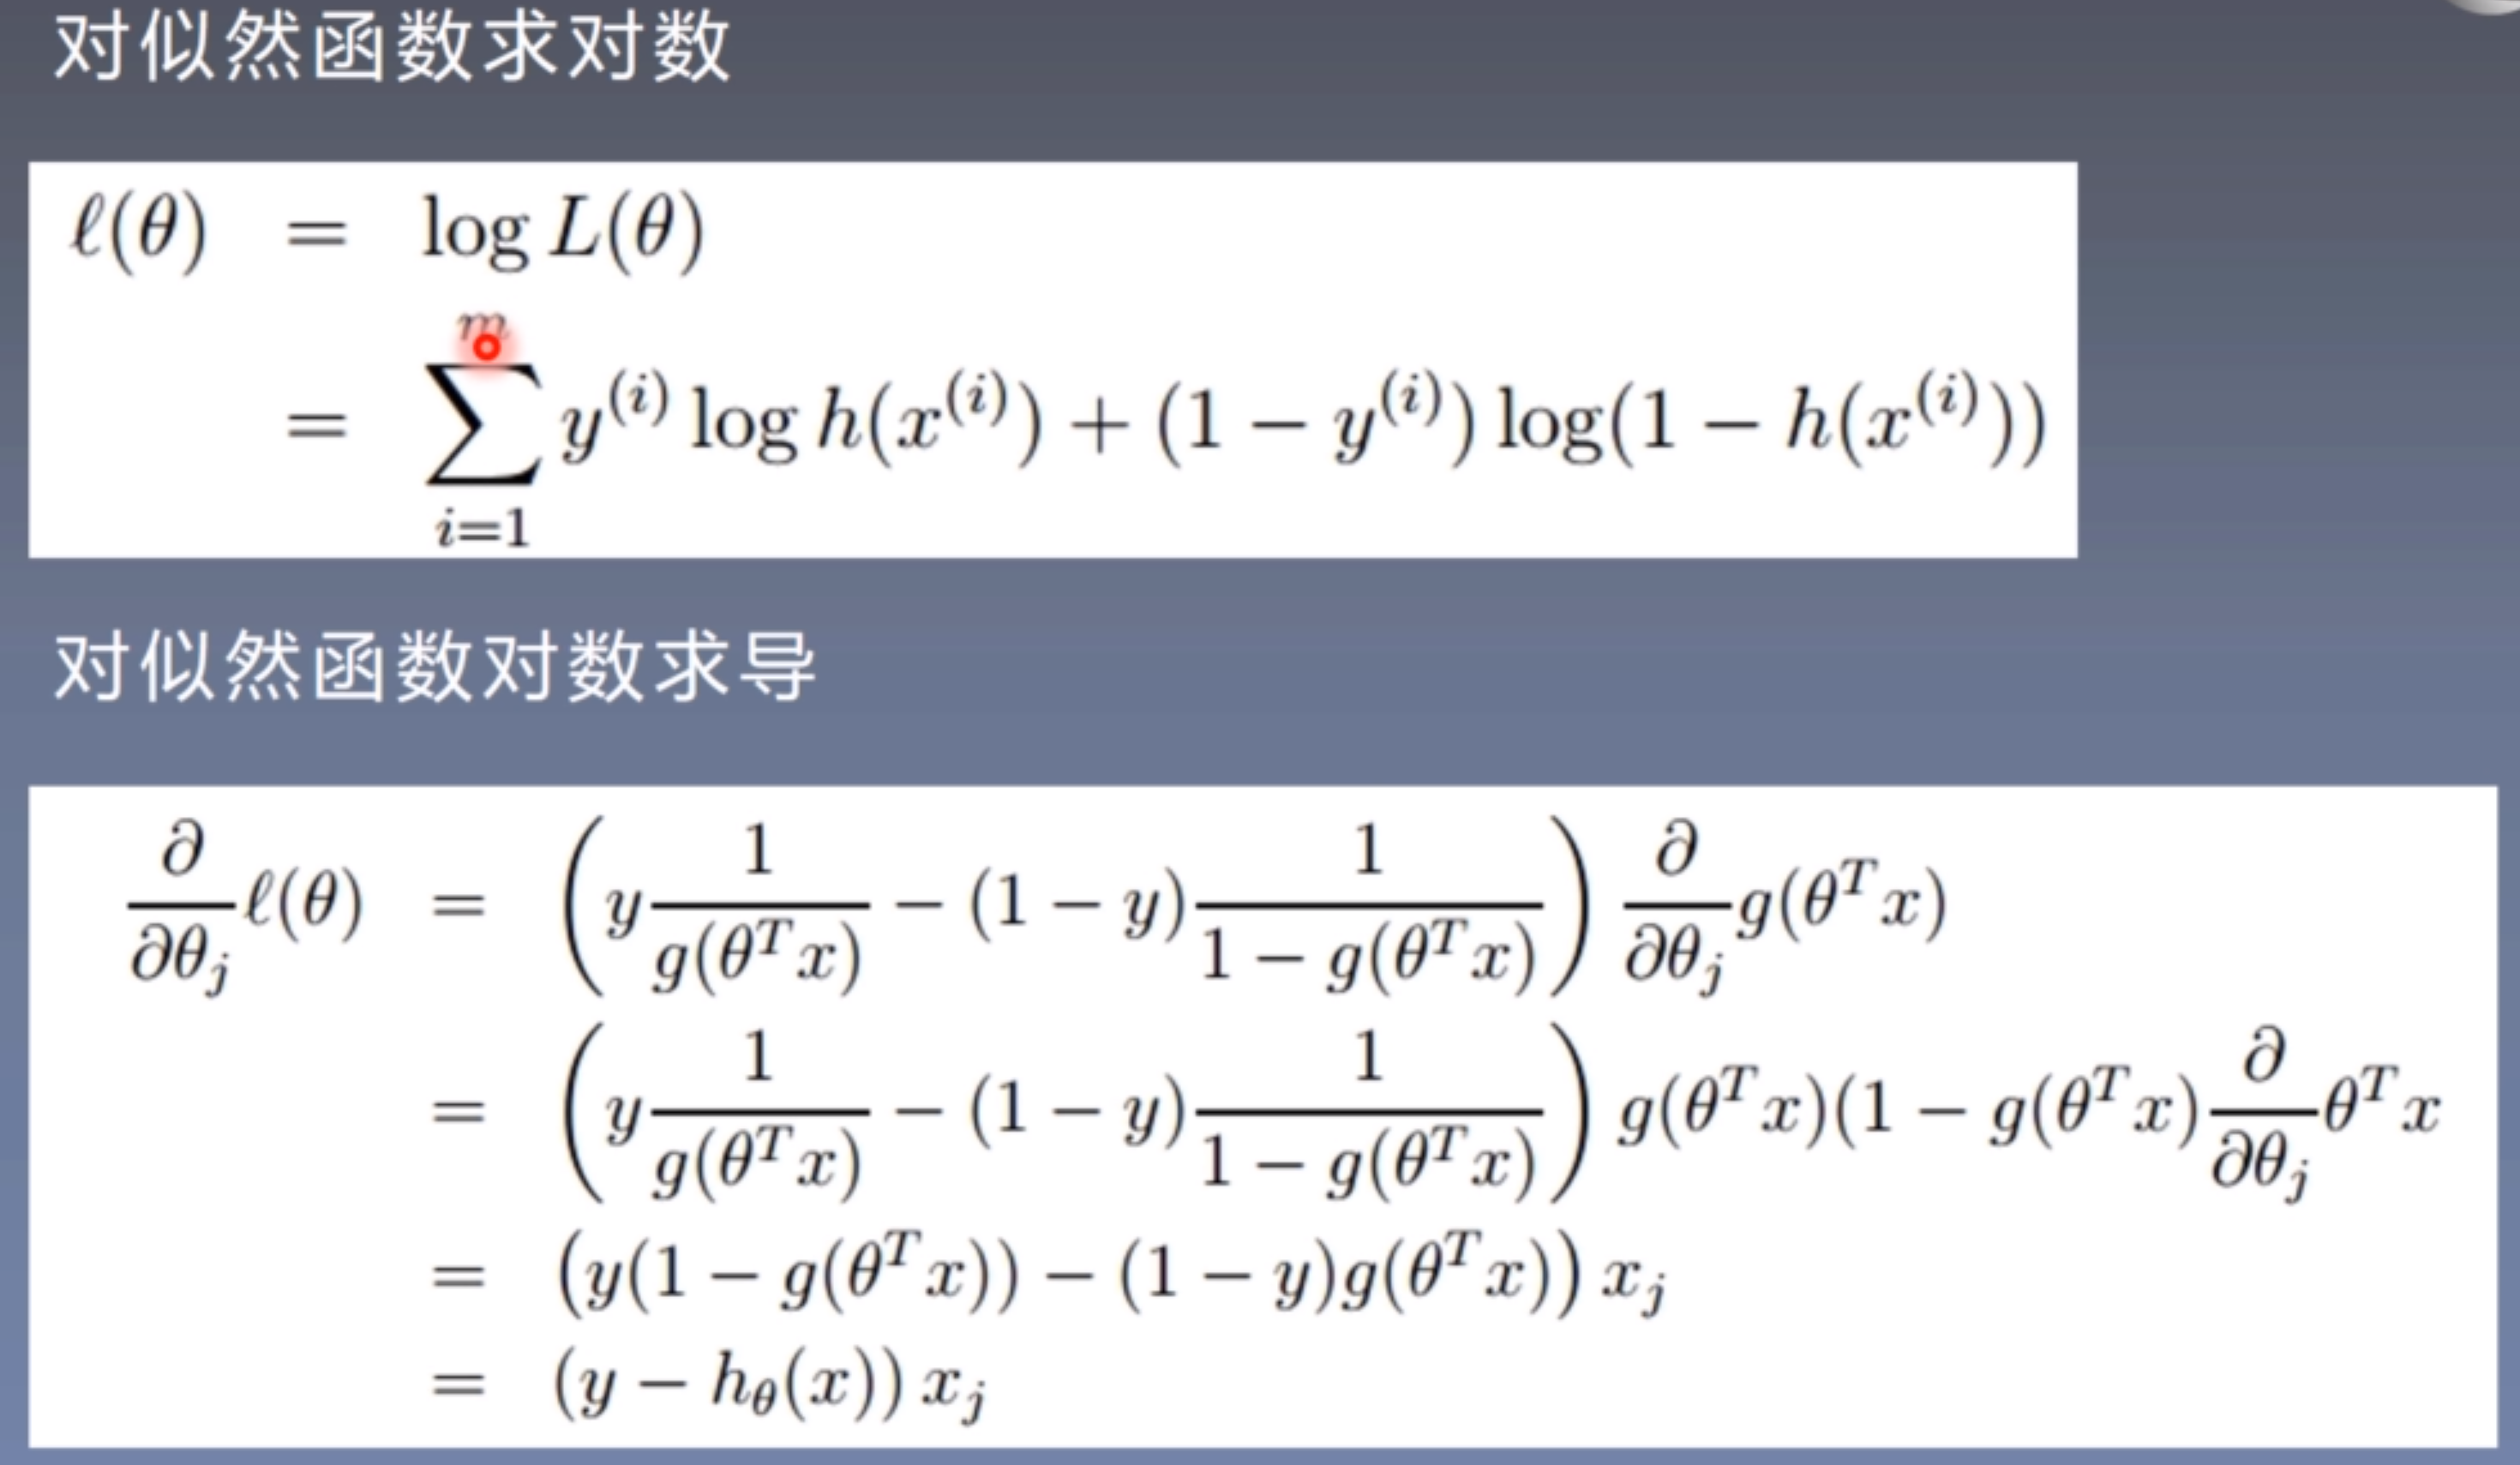 对似然函数求对数
ℓ(θ) = log L(θ)
= ∑_{i=1}^{m} y^{(i)} log h(x^{(i)}) + (1 − y^{(i)}) log(1 − h(x^{(i)}))
对似然函数对数求导
∂/∂θ_j ℓ(θ) = ( y 1/g(θ^T x) − (1 − y) 1/(1 − g(θ^T x)) ) ∂/∂θ_j g(θ^T x)
= ( y 1/g(θ^T x) − (1 − y) 1/(1 − g(θ^T x)) ) g(θ^T x)(1 − g(θ^T x) ∂/∂θ_j θ^T x
= (y(1 − g(θ^T x)) − (1 − y)g(θ^T x)) x_j
= (y − h_θ(x)) x_j